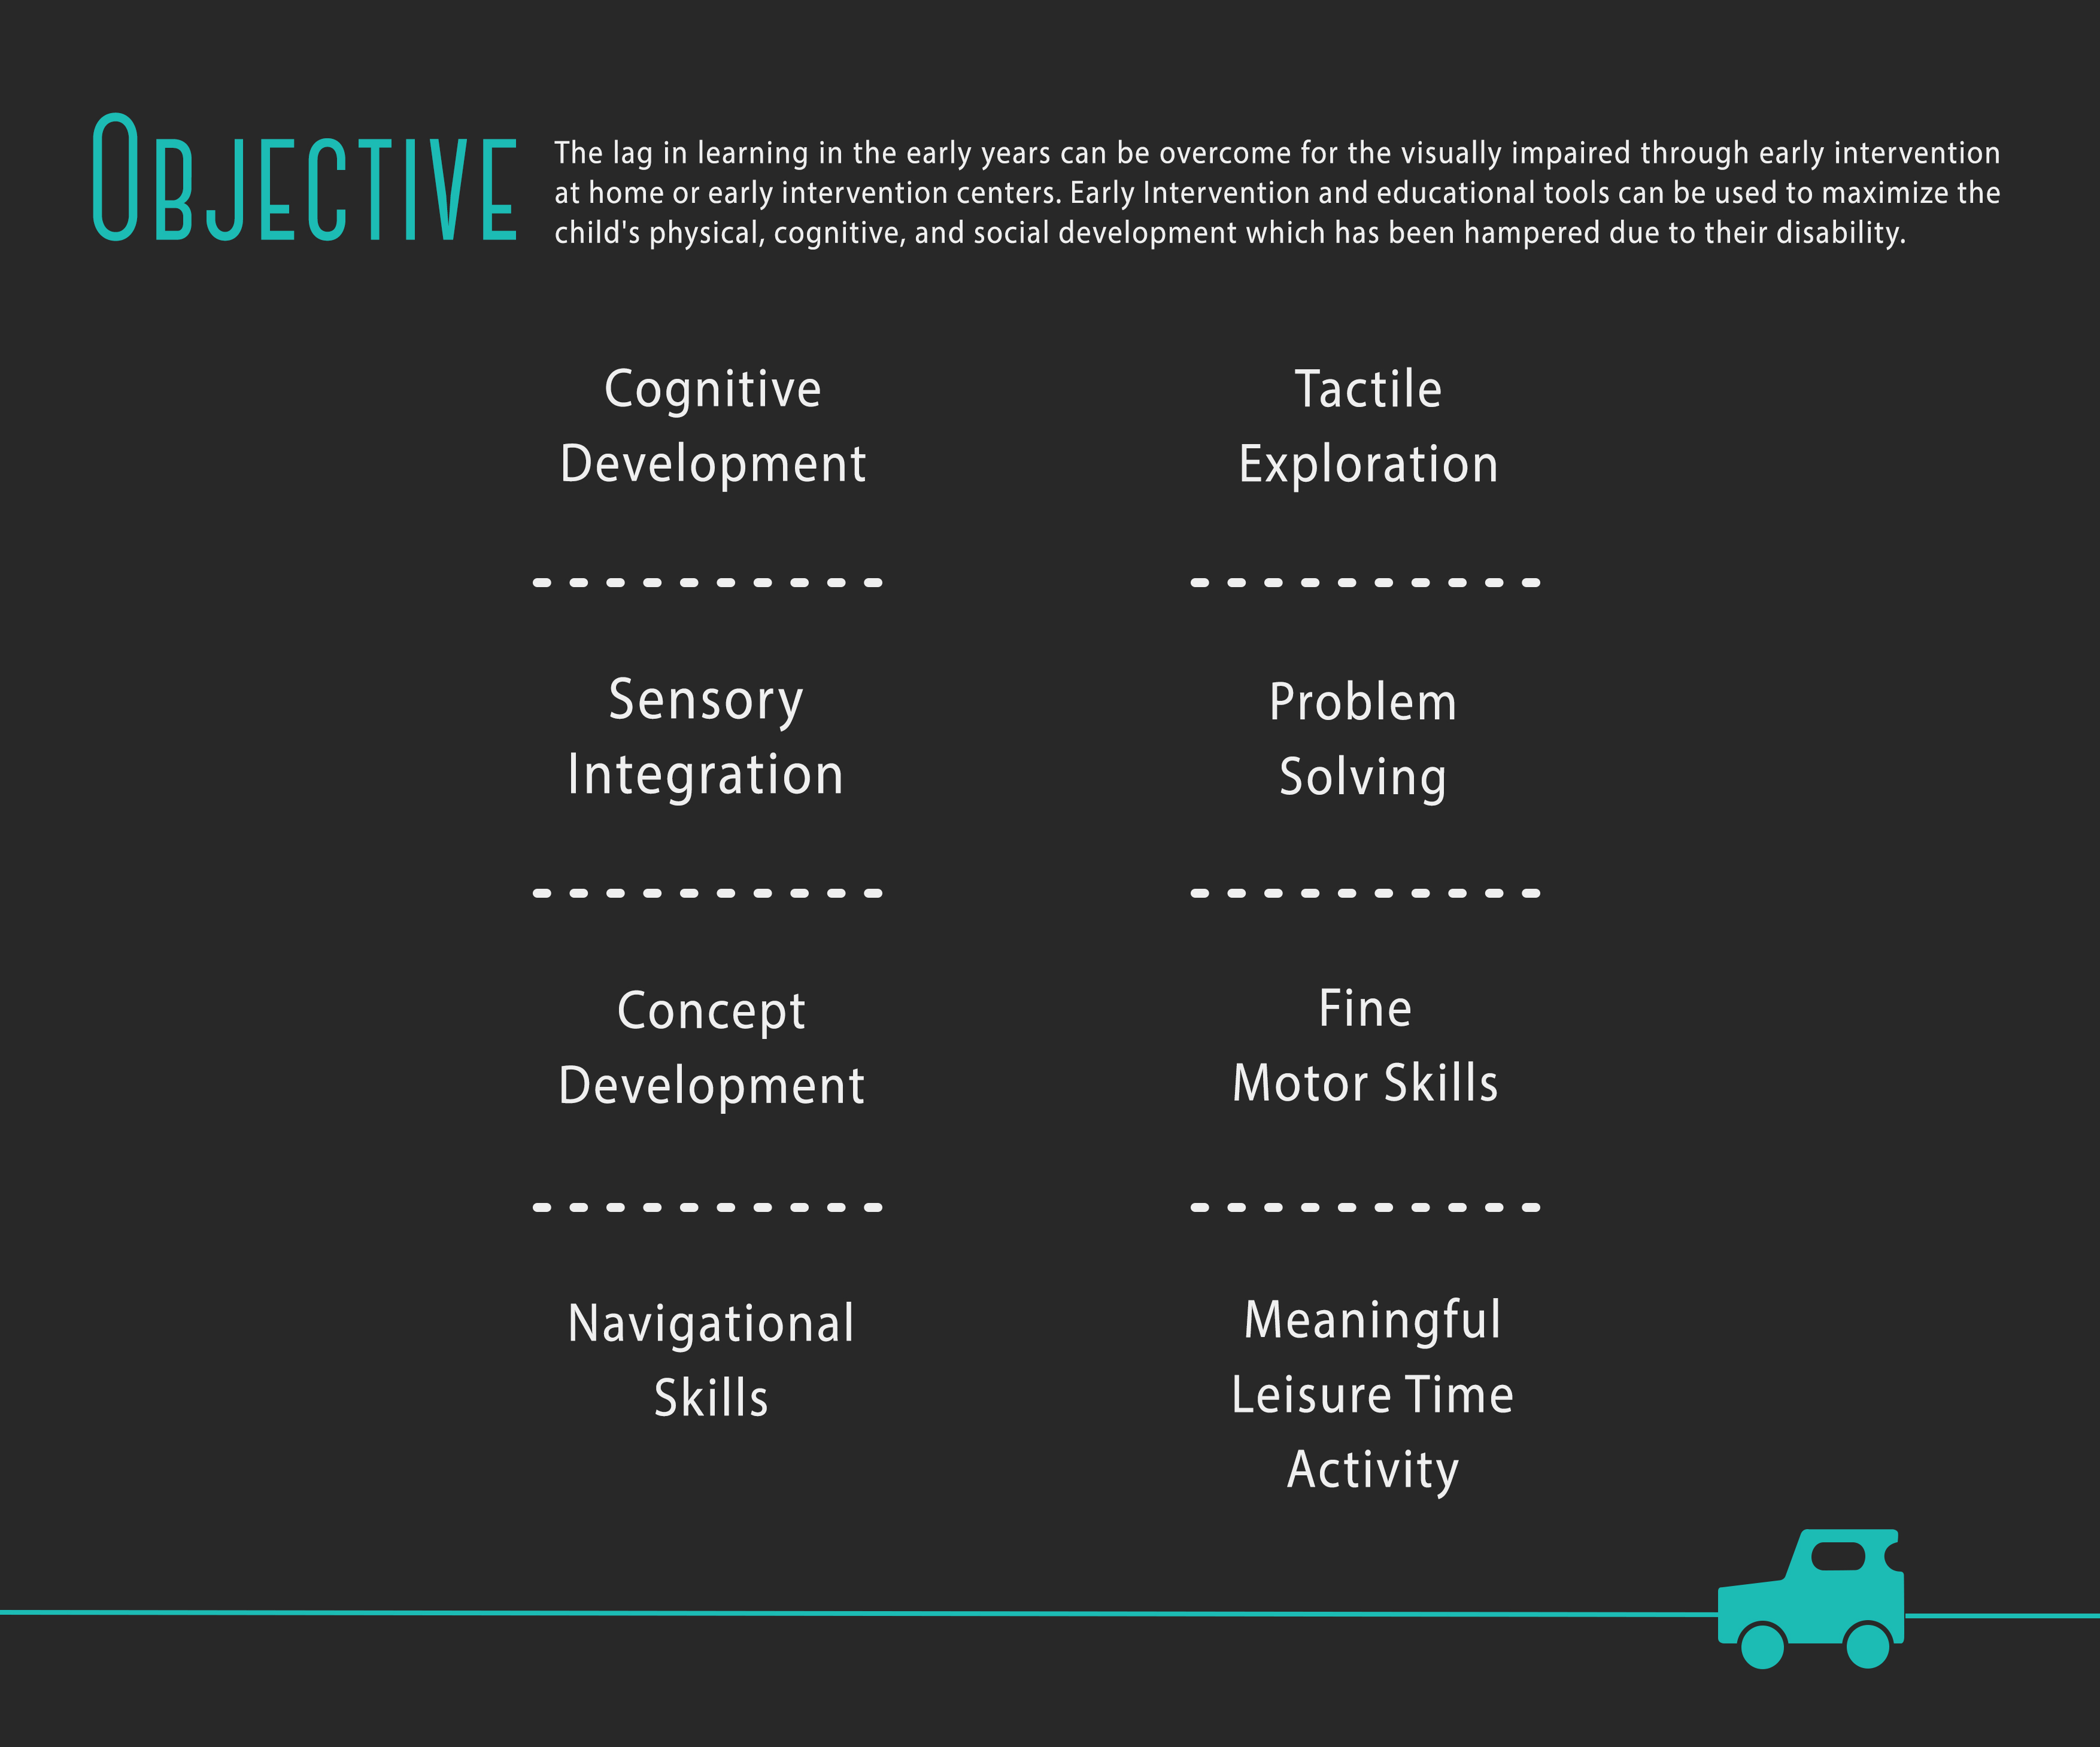 Objective
The lag in learning in the early years can be overcome for the visually impaired through early intervention
at home or early intervention centers. Early Intervention and educational tools can be used to maximize the
child's physical, cognitive, and social development which has been hampered due to their disability.
Cognitive
Development
Tactile
Exploration
Sensory
Integration
Problem
Solving
Concept
Development
Fine
Motor Skills
Navigational
Skills
Meaningful
Leisure Time
Activity